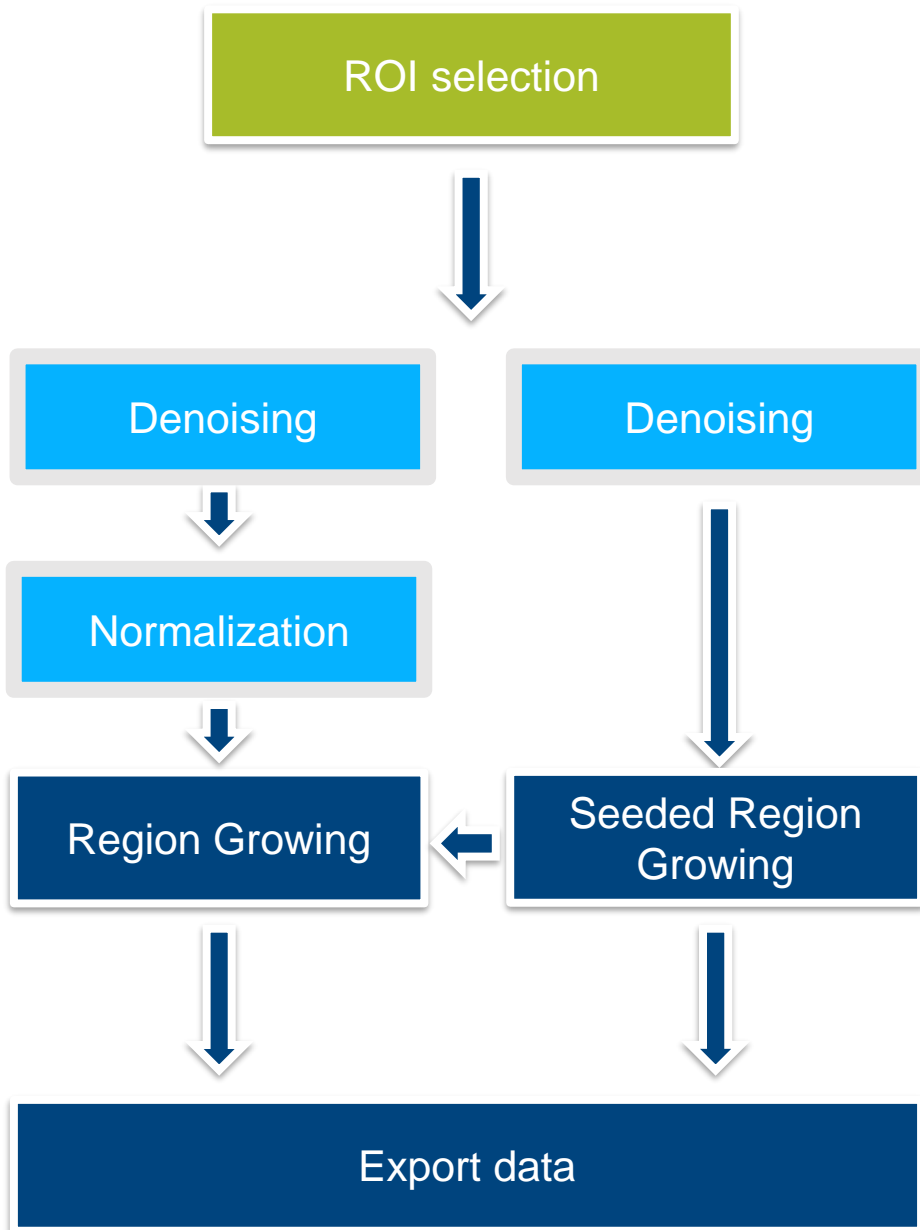 ROI selection
Denoising
Denoising
Normalization
Region Growing
Seeded Region
Growing
Export data